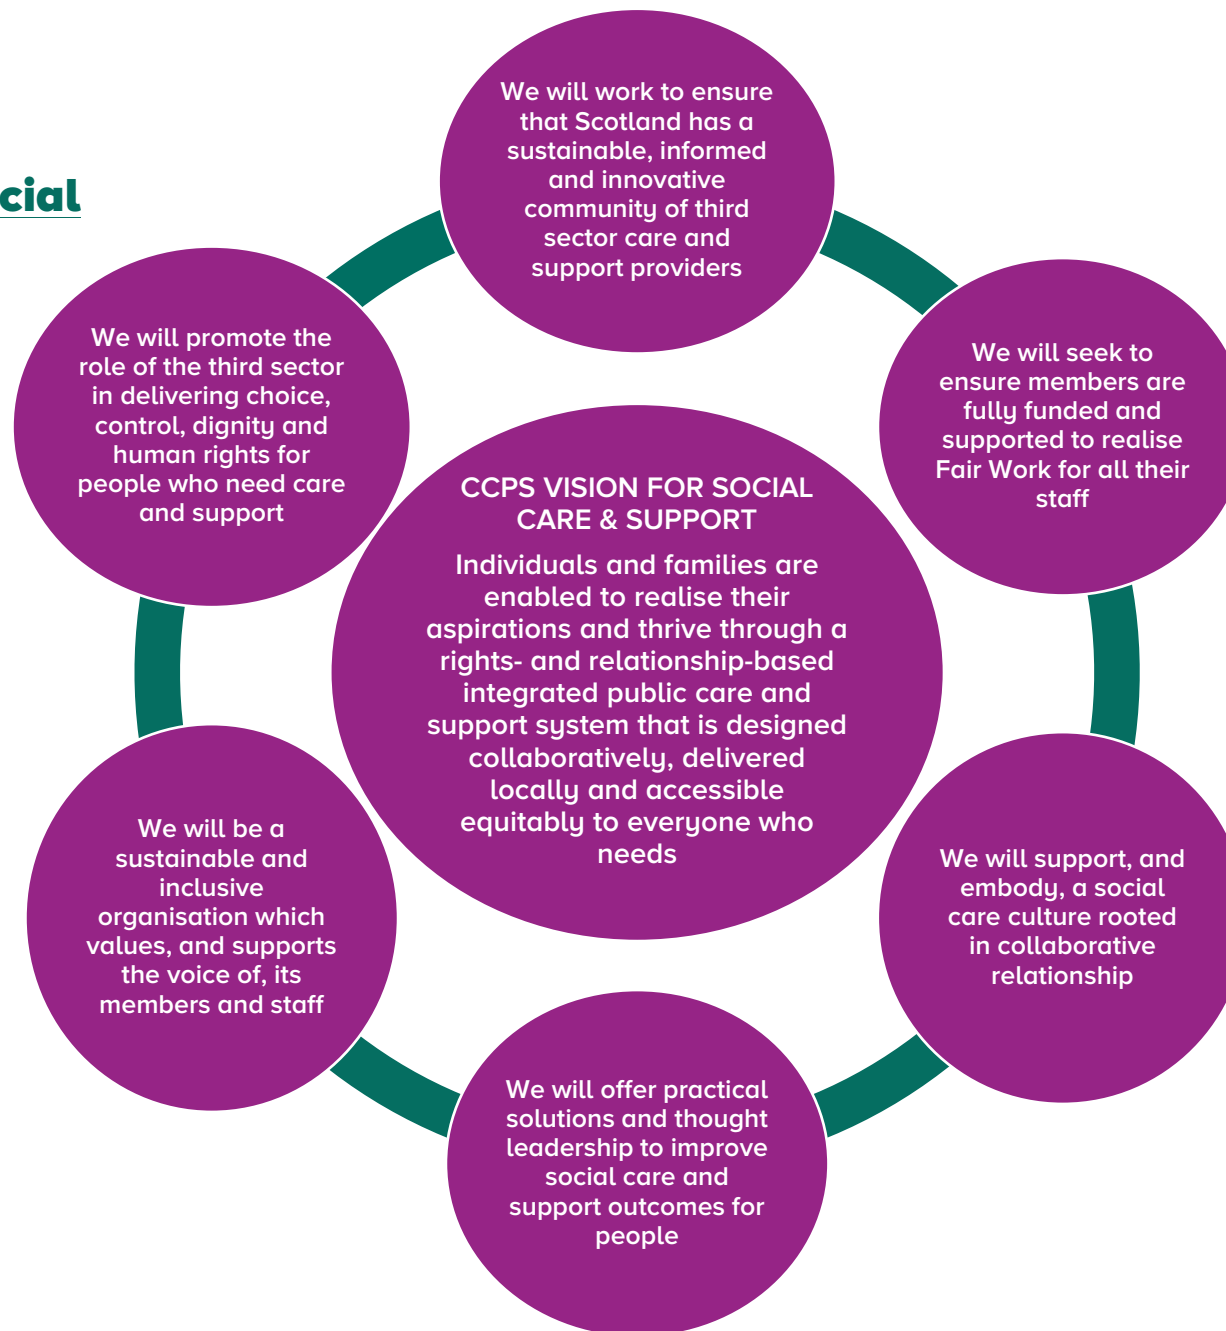 We will work to ensure
that Scotland has a
sustainable, informed
and innovative
community of third
sector care and
support providers
cial
We will promote the
role of the third sector
in delivering choice,
control, dignity and
human rights for
people who need care
and support
We will seek to
ensure members are
fully funded and
supported to realise
Fair Work for all their
staff
CCPS VISION FOR SOCIAL
CARE & SUPPORT
Individuals and families are
enabled to realise their
aspirations and thrive through a
rights- and relationship-based
integrated public care and
support system that is designed
collaboratively, delivered
locally and accessible
equitably to everyone who
needs
We will be a
sustainable and
inclusive
organisation which
values, and supports
the voice of, its
members and staff
We will support, and
embody, a social
care culture rooted
in collaborative
relationship
We will offer practical
solutions and thought
leadership to improve
social care and
support outcomes for
people